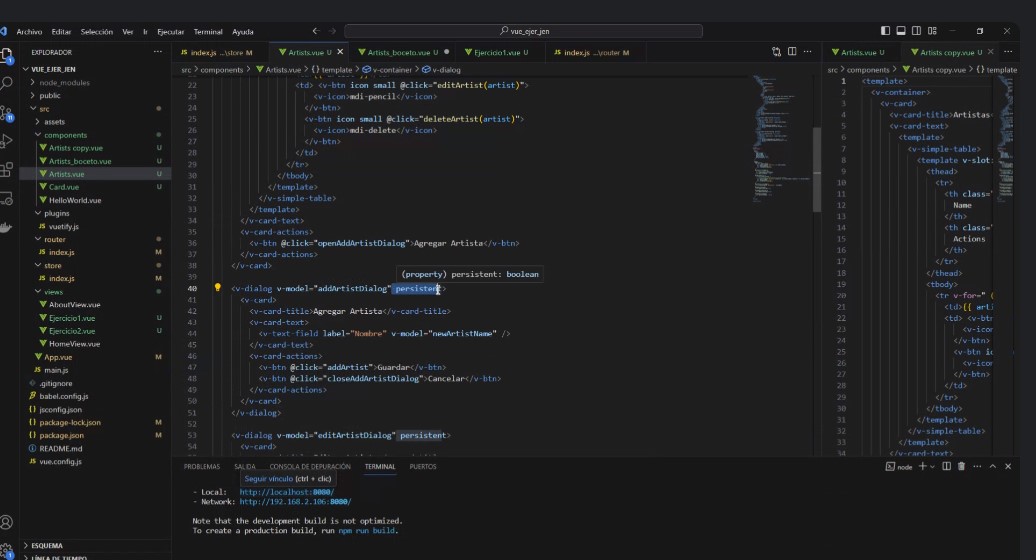 vue_ejer_jen
EXPLORADOR
VUE_EJER_JEN
node_modules
public
src
assets
components
Artists copy.vue U
Artists_boceto.vue U
Artists.vue U
Card.vue U
HelloWorld.vue
plugins
vuetify.js
router
index.js M
store
index.js M
views
AboutView.vue
Ejercicio1.vue U
Ejercicio2.vue U
HomeView.vue
App.vue M
main.js
.gitignore
babel.config.js
jsconfig.json
package-lock.json M
package.json M
README.md
vue.config.js
ESQUEMA
LÍNEA DE TIEMPO
index.js ...\store M
Artists.vue U
Artists_boceto.vue U
Ejercicio1.vue U
index.js ...\router M
src > components > Artists.vue > template > v-container > v-dialog
22 <td> <v-btn icon small @click="editArtist(artist)">
23 <v-icon>mdi-pencil</v-icon>
24 </v-btn>
25 <v-btn small @click="deleteArtist(artist)">
26 <v-icon>mdi-delete</v-icon>
27 </v-btn>
28 </td>
29 </tr>
30 </tbody>
31 </template>
32 </v-simple-table>
33 </template>
34 </v-card-text>
35 <v-card-actions>
36 <v-btn @click="openAddArtistDialog">Agregar Artista</v-btn>
37 </v-card-actions>
38 </v-card>
(property) persistent: boolean
40 <v-dialog v-model="addArtistDialog" persistent>
41 <v-card>
42 <v-card-title>Agregar Artista</v-card-title>
43 <v-card-text>
44 <v-text-field label="Nombre" v-model="newArtistName" />
45 </v-card-text>
46 <v-card-actions>
47 <v-btn @click="addArtist">Guardar</v-btn>
48 <v-btn @click="closeAddArtistDialog">Cancelar</v-btn>
49 </v-card-actions>
50 </v-card>
51 </v-dialog>
52
53 <v-dialog v-model="editArtistDialog" persistent>
54 <v-card>
Artists.vue U
Artists copy.vue U
src > components > Artists copy.vue > template
1 <template>
2 <v-container>
3 <v-card>
4 <v-card-title>Artistas</
5 <v-card-text>
6 <template>
7 <v-simple-table>
8 <template v-slot:
9 <thead>
10 <tr>
11 <th class="
12 Name
13 </th>
14 <th class="
15 Actions
16 </th>
17 </tr>
18 </thead>
19 <tbody>
20 <tr v-for="(
21 <td>{{ arti
22 <td> <v-btn
23 <v-icon>m
24 </v-btn>
25 <v-btn ic
26 <v-icon>m
27 </v-btn>
28 </td>
29 </tr>
30 </tbody>
31 </template>
32 </v-simple-table>
33 </template>
PROBLEMAS SALIDA CONSOLA DE DEPURACIÓN TERMINAL PUERTOS
node
Seguir vínculo (ctrl + clic)
- Local: http://localhost:8080/
- Network: http://192.168.2.106:8080/
Note that the development build is not optimized.
To create a production build, run npm run build.